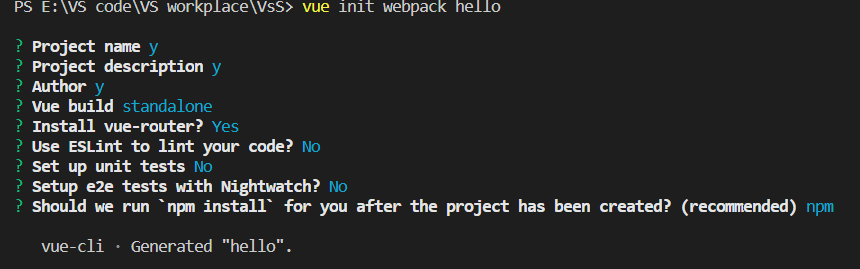 PS E:\VS code\VS workplace\VsS> vue init webpack hello
? Project name y
? Project description y
? Author y
? Vue build standalone
? Install vue-router? Yes
? Use ESLint to lint your code? No
? Set up unit tests No
? Setup e2e tests with Nightwatch? No
? Should we run `npm install` for you after the project has been created? (recommended) npm
vue-cli · Generated "hello".